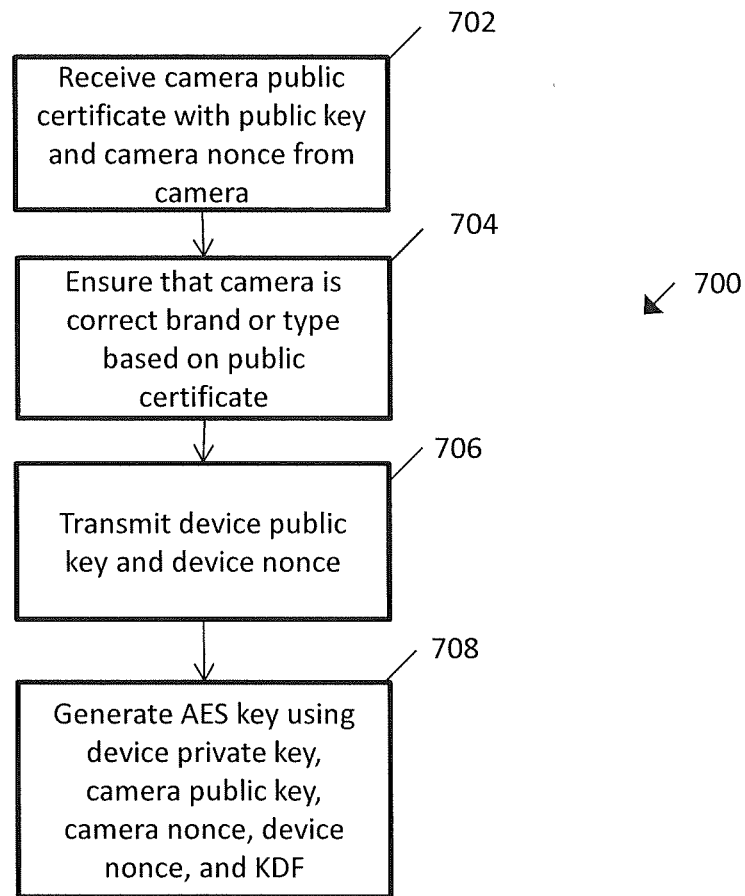 702
Receive camera public
certificate with public key
and camera nonce from
camera
704
Ensure that camera is
correct brand or type
based on public
certificate
700
706
Transmit device public
key and device nonce
708
Generate AES key using
device private key,
camera public key,
camera nonce, device
nonce, and KDF